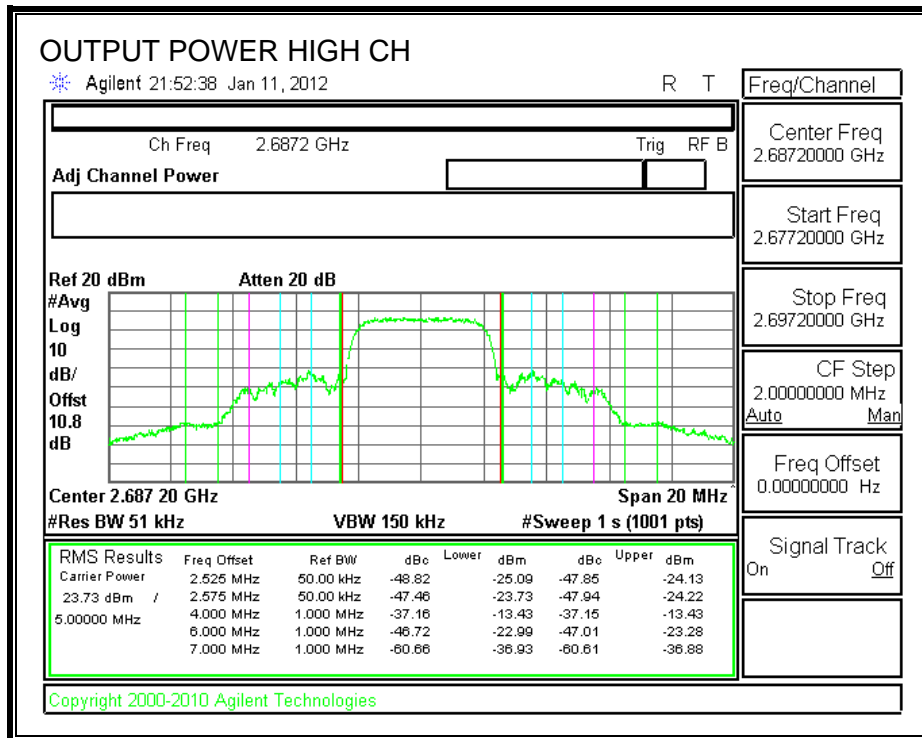 OUTPUT POWER HIGH CH
Agilent 21:52:38 Jan 11, 2012 R T
Freq/Channel
Ch Freq 2.6872 GHz Trig RF B
Adj Channel Power
Center Freq
2.68720000 GHz
Start Freq
2.67720000 GHz
Stop Freq
2.69720000 GHz
CF Step
2.00000000 MHz
Auto Man
Freq Offset
0.00000000 Hz
Signal Track
On Off
Ref 20 dBm Atten 20 dB
#Avg
Log
10
dB/
Offst
10.8
dB
Center 2.687 20 GHz Span 20 MHz^
#Res BW 51 kHz VBW 150 kHz #Sweep 1 s (1001 pts)
RMS Results Freq Offset Ref BW dBc Lower dBm dBc Upper dBm
Carrier Power 2.525 MHz 50.00 kHz -48.82 -25.09 -47.85 -24.13
23.73 dBm / 2.575 MHz 50.00 kHz -47.46 -23.73 -47.94 -24.22
5.00000 MHz 4.000 MHz 1.000 MHz -37.16 -13.43 -37.15 -13.43
6.000 MHz 1.000 MHz -46.72 -22.99 -47.01 -23.28
7.000 MHz 1.000 MHz -60.66 -36.93 -60.61 -36.88
Copyright 2000-2010 Agilent Technologies